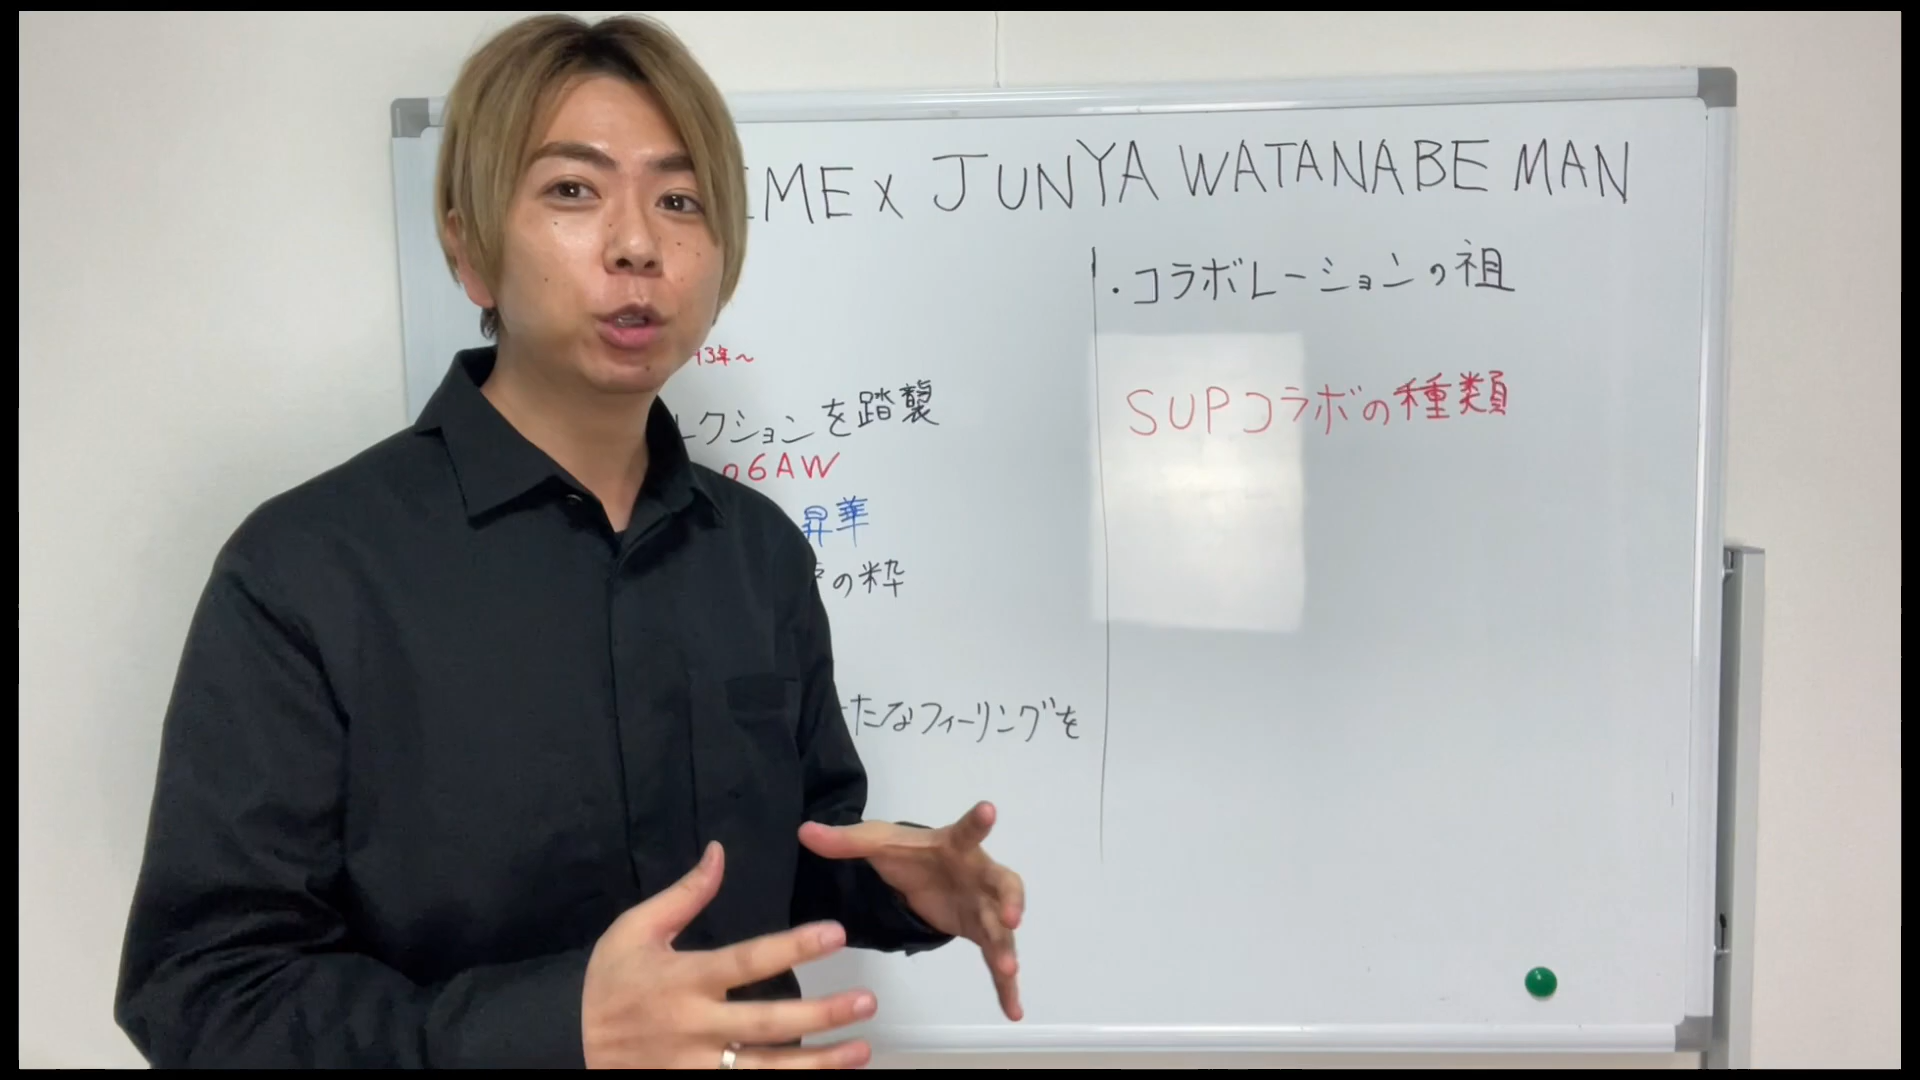 EME x JUNYA WATANABE MAN
13年〜
レクションを踏襲
06AW
昇華
の粋
たなフィーリングを
・コラボレーションの祖
SUPコラボの種類